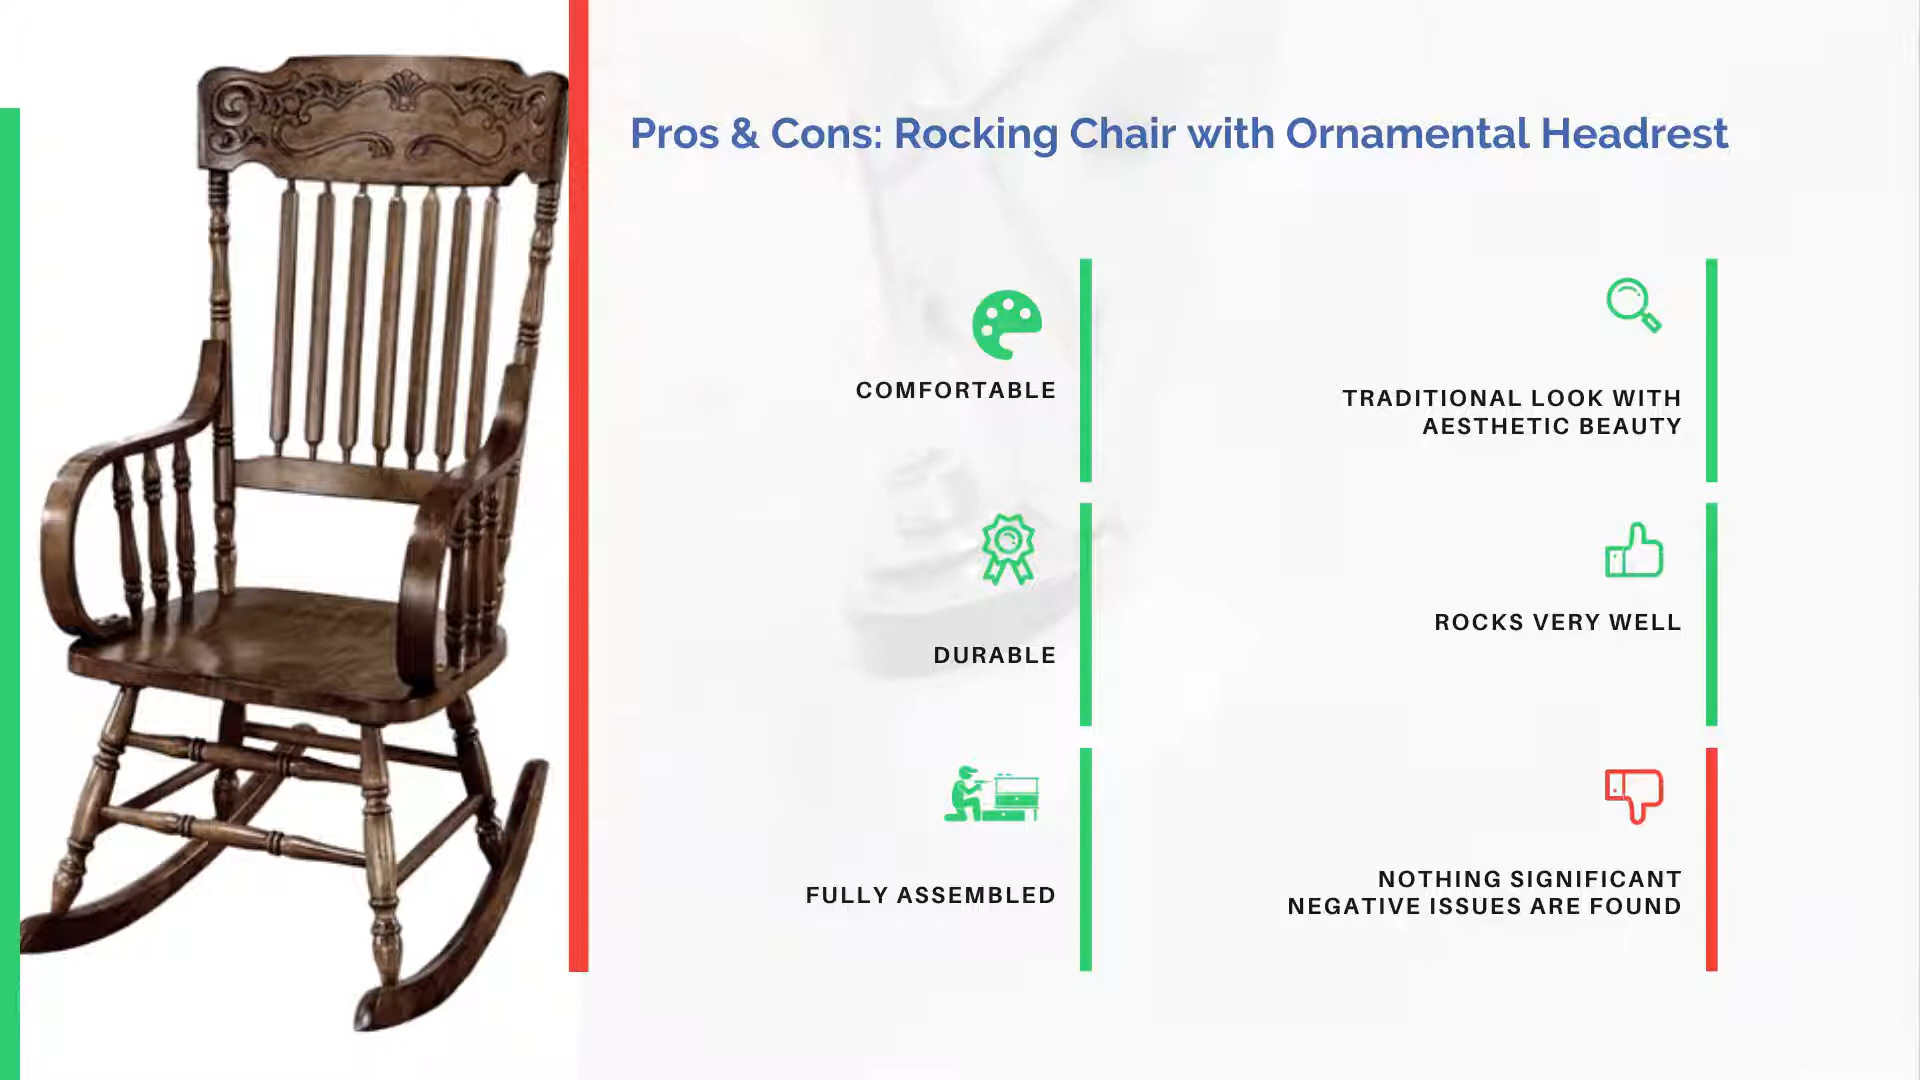 Pros & Cons: Rocking Chair with Ornamental Headrest
COMFORTABLE
TRADITIONAL LOOK WITH
AESTHETIC BEAUTY
DURABLE
ROCKS VERY WELL
FULLY ASSEMBLED
NOTHING SIGNIFICANT
NEGATIVE ISSUES ARE FOUND